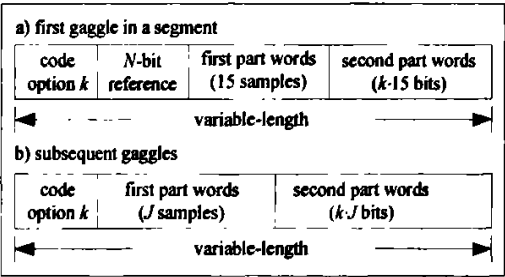 a) first gaggle in a segment
code option k
N-bit reference
first part words (15 samples)
second part words (k·15 bits)
variable-length
b) subsequent gaggles
code option k
first part words (J samples)
second part words (k·J bits)
variable-length